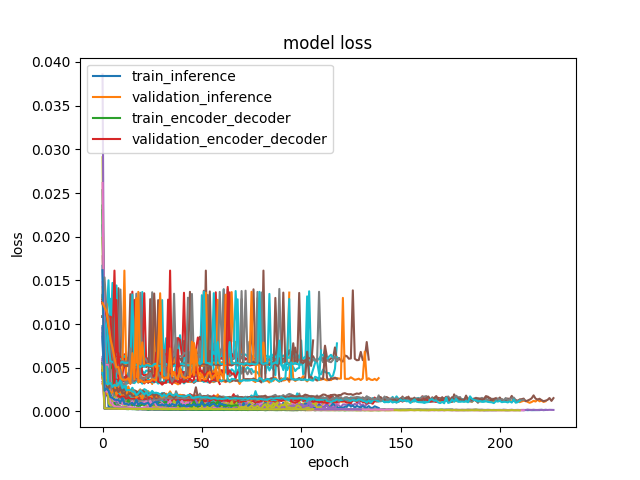 model loss
train_inference
validation_inference
train_encoder_decoder
validation_encoder_decoder
0.040
0.035
0.030
0.025
0.020
0.015
0.010
0.005
0.000
loss
0 50 100 150 200
epoch